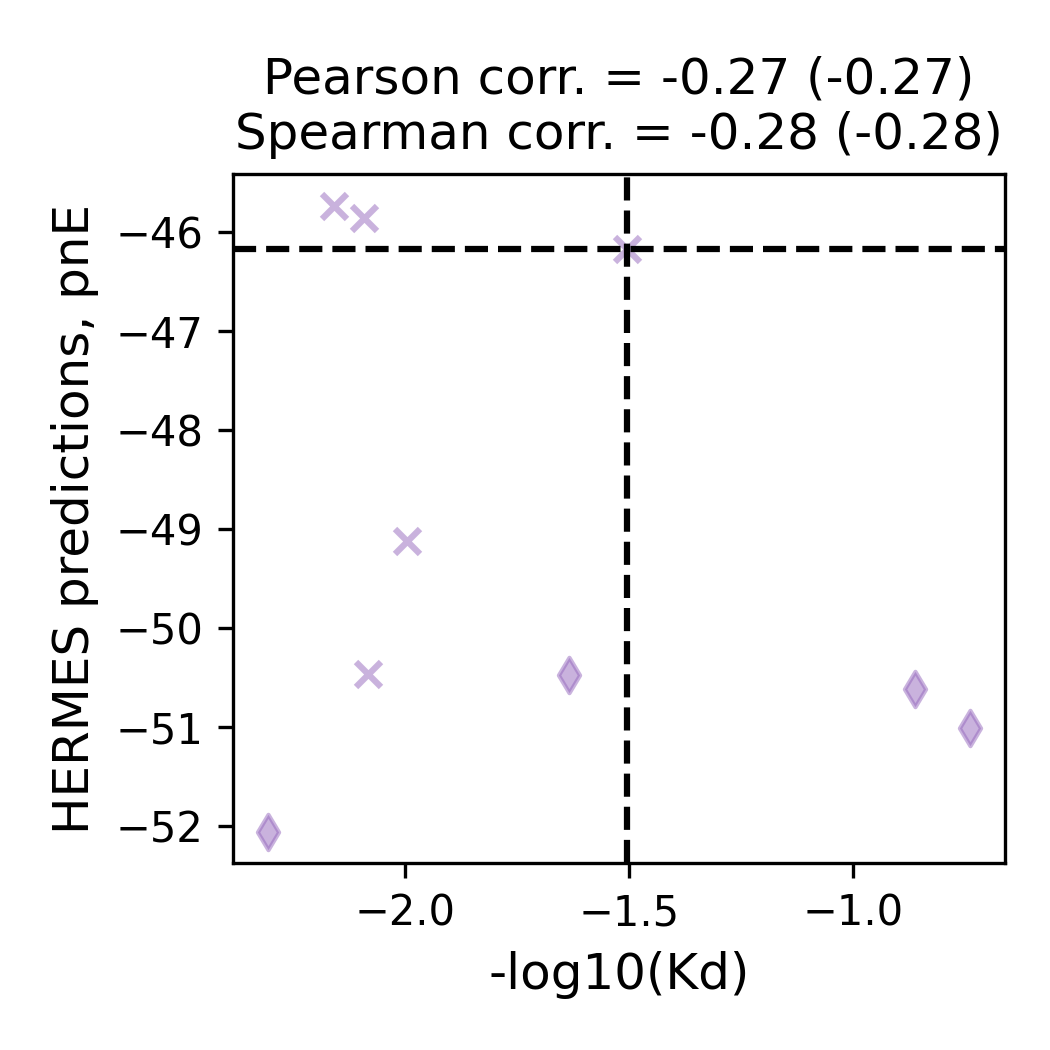 Pearson corr. = -0.27 (-0.27)
Spearman corr. = -0.28 (-0.28)
HERMES predictions, pnE
−46
−47
−48
−49
−50
−51
−52
−2.0
−1.5
−1.0
-log10(Kd)